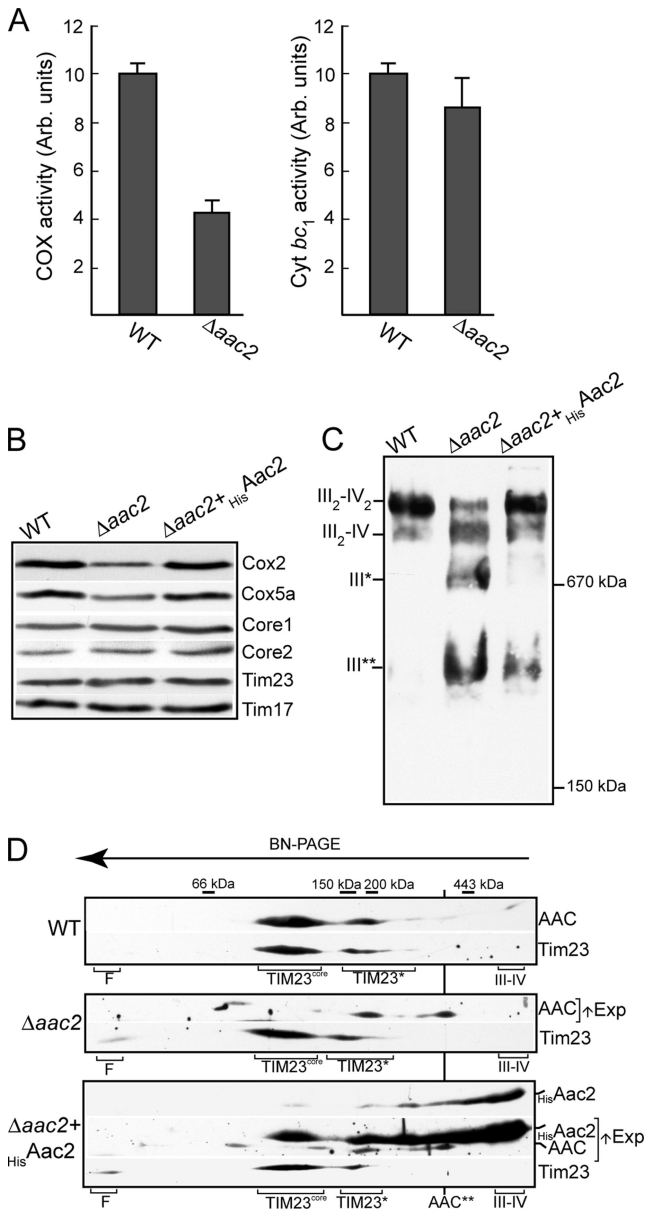 A
COX activity (Arb. units)
12
10
8
6
4
2
WT
Δaac2
Cyt bc1 activity (Arb. units)
12
10
8
6
4
2
WT
Δaac2
B
WT
Δaac2
Δaac2+HisAac2
Cox2
Cox5a
Core1
Core2
Tim23
Tim17
C
WT
Δaac2
Δaac2+HisAac2
III2-IV2
III2-IV
III*
III**
670 kDa
150 kDa
D
BN-PAGE
66 kDa 150 kDa 200 kDa 443 kDa
WT
AAC
Tim23
F TIM23core TIM23* III-IV
Δaac2
AAC ↑Exp
Tim23
F TIM23core TIM23* III-IV
Δaac2+
HisAac2
HisAac2
HisAac2
AAC
↑Exp
Tim23
F TIM23core TIM23* AAC** III-IV